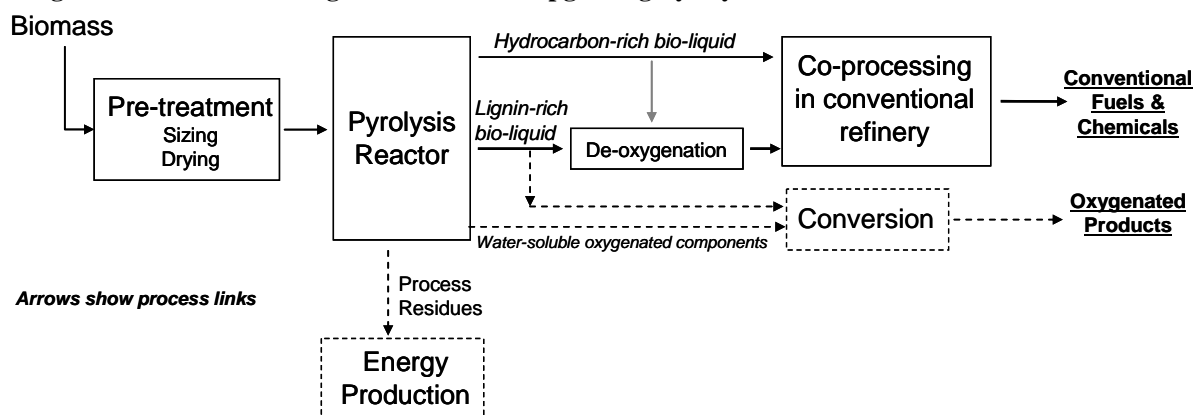 Biomass
Pre-treatment
Sizing
Drying
Pyrolysis
Reactor
Hydrocarbon-rich bio-liquid
Lignin-rich
bio-liquid
De-oxygenation
Co-processing
in conventional
refinery
Conventional
Fuels &
Chemicals
Conversion
Oxygenated
Products
Water-soluble oxygenated components
Process
Residues
Arrows show process links
Energy
Production